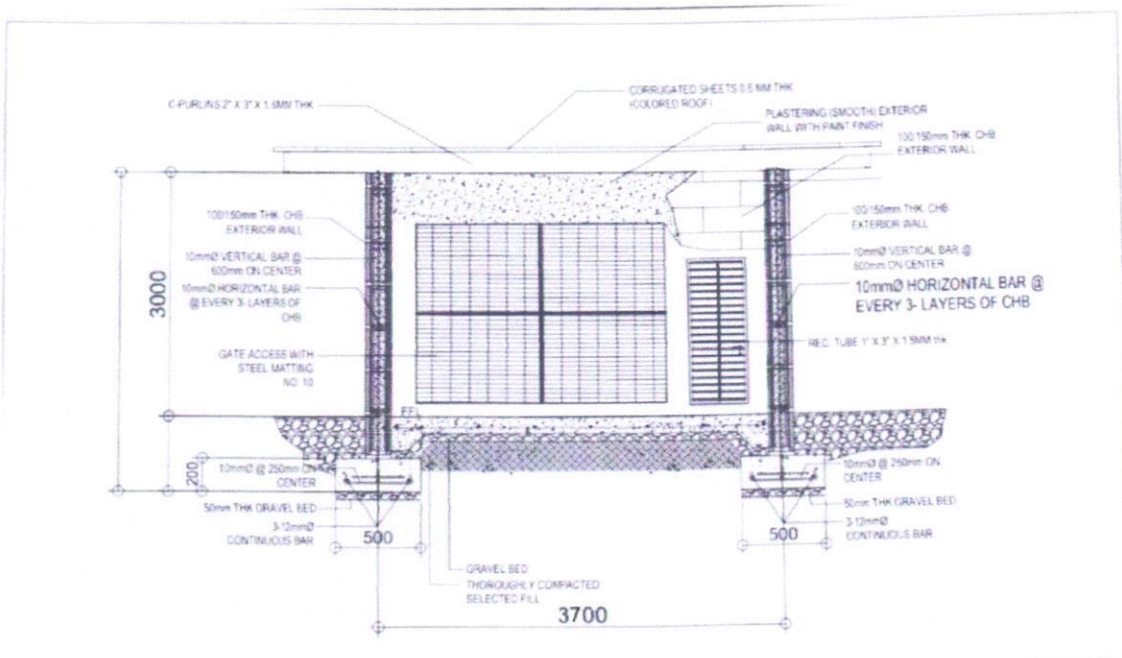 CORRUGATED SHEETS 0.5 MM THK
(COLORED ROOF)
C-PURLINS 2" X 3" X 1.5MM THK
PLASTERING (SMOOTH) EXTERIOR
WALL WITH PAINT FINISH
100/150mm THK. CHB
EXTERIOR WALL
100/150mm THK. CHB
EXTERIOR WALL
10mmØ VERTICAL BAR @
600mm ON CENTER
10mmØ HORIZONTAL BAR
@ EVERY 3- LAYERS OF
CHB
GATE ACCESS WITH
STEEL MATTING
NO. 10
3000
100/150mm THK. CHB
EXTERIOR WALL
10mmØ VERTICAL BAR @
600mm ON CENTER
10mmØ HORIZONTAL BAR @
EVERY 3- LAYERS OF CHB
REC. TUBE 1" X 3" X 1.5MM thk
200
10mmØ @ 250mm ON
CENTER
50mm THK GRAVEL BED
3-12mmØ
CONTINUOUS BAR
500
10mmØ @ 250mm ON
CENTER
50mm THK GRAVEL BED
3-12mmØ
CONTINUOUS BAR
500
GRAVEL BED
THOROUGHLY COMPACTED
SELECTED FILL
3700